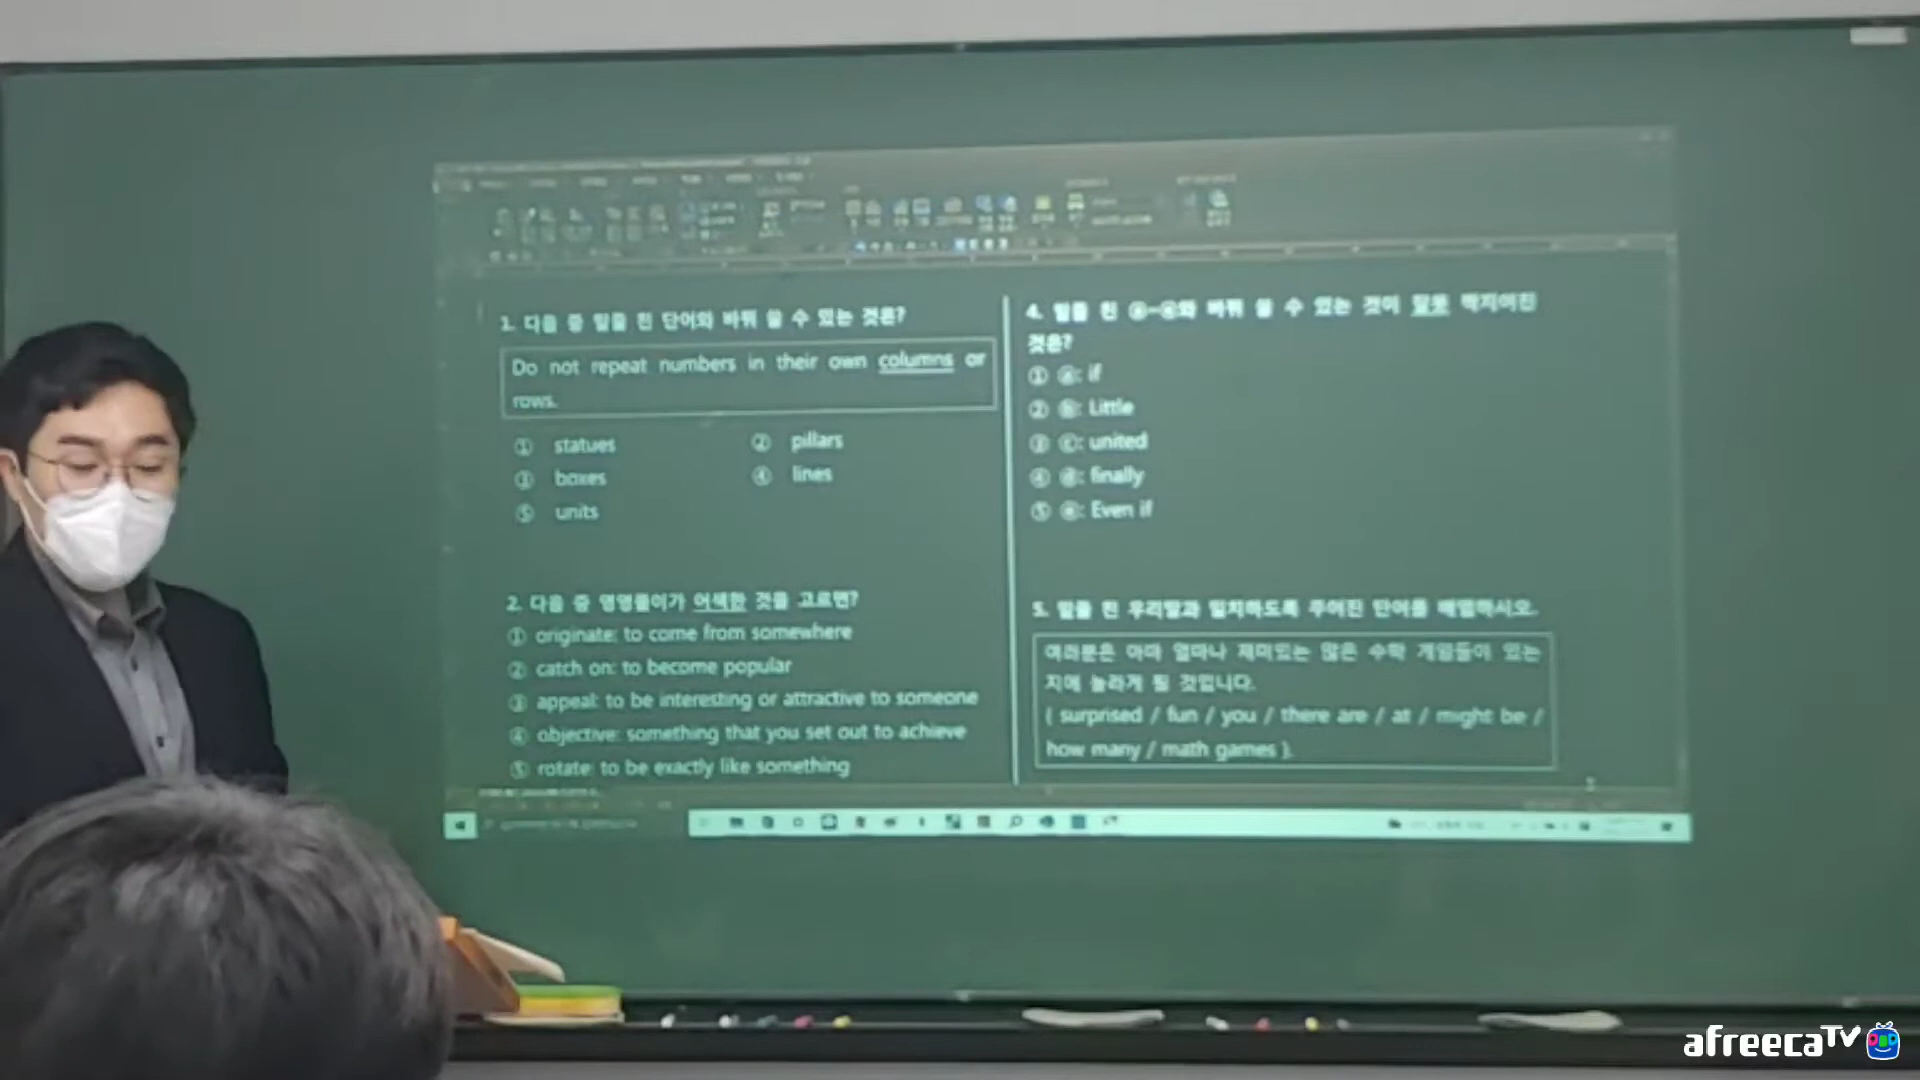 1. 다음 중 밑줄 친 단어와 바꿔 쓸 수 있는 것은?
Do not repeat numbers in their own columns or
rows.
① statues ② pillars
③ boxes ④ lines
⑤ units
2. 다음 중 영영풀이가 어색한 것을 고르면?
① originate: to come from somewhere
② catch on: to become popular
③ appeal: to be interesting or attractive to someone
④ objective: something that you set out to achieve
⑤ rotate: to be exactly like something
4. 밑줄 친 ⓐ~ⓔ와 바꿔 쓸 수 있는 것이 잘못 짝지어진
것은?
① ⓐ: if
② ⓑ: Little
③ ⓒ: united
④ ⓓ: finally
⑤ ⓔ: Even if
5. 밑줄 친 우리말과 일치하도록 주어진 단어를 배열하시오.
여러분은 아마 얼마나 재미있는 많은 수학 게임들이 있는
지에 놀라게 될 것입니다.
( surprised / fun / you / there are / at / might be /
how many / math games ).
afreecaTV